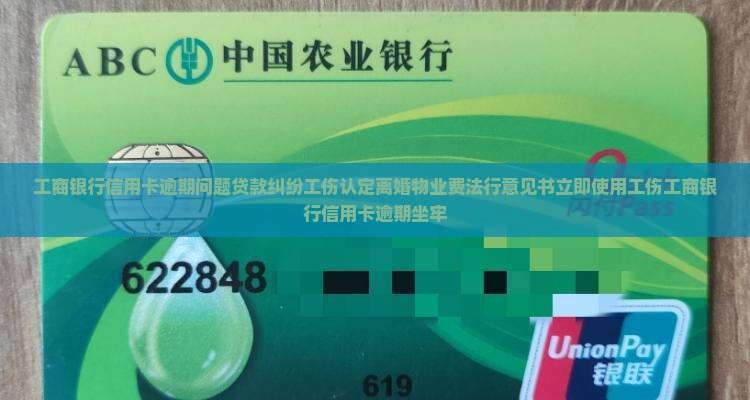 ABC 中国农业银行
工商银行信用卡逾期问题贷款纠纷工伤认定离婚物业费法行意见书立即使用工伤工商银
行信用卡逾期坐牢
闪付Pass
622848
UnionPay
银联
619